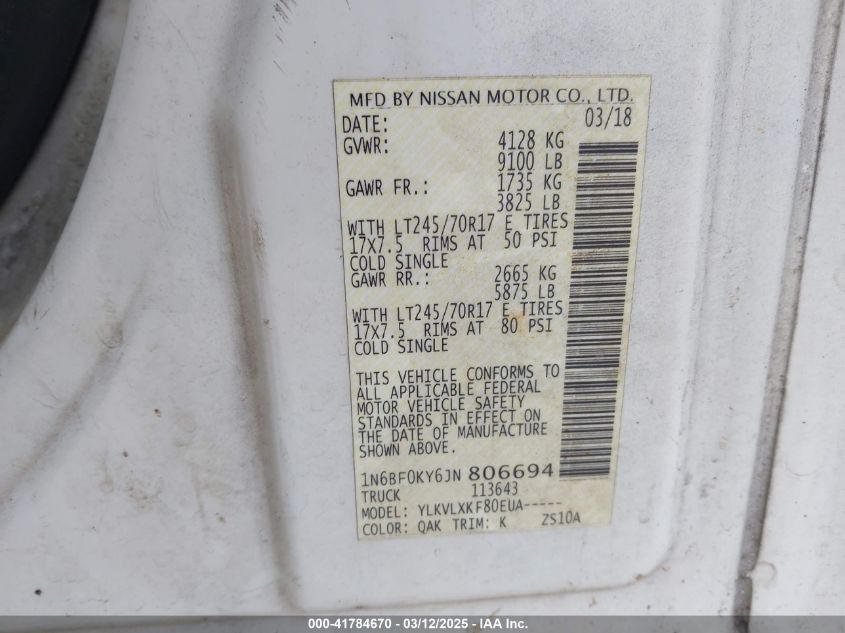 MFD BY NISSAN MOTOR CO., LTD.
DATE: 03/18
GVWR: 4128 KG
9100 LB
GAWR FR.: 1735 KG
3825 LB
WITH LT245/70R17 E TIRES
17X7.5 RIMS AT 50 PSI
COLD SINGLE
GAWR RR.: 2665 KG
5875 LB
WITH LT245/70R17 E TIRES
17X7.5 RIMS AT 80 PSI
COLD SINGLE
THIS VEHICLE CONFORMS TO
ALL APPLICABLE FEDERAL
MOTOR VEHICLE SAFETY
STANDARDS IN EFFECT ON
THE DATE OF MANUFACTURE
SHOWN ABOVE.
1N6BF0KY6JN806694
TRUCK 113643
MODEL: YLKVLXKF80EUA-----
COLOR: QAK TRIM: K ZS10A
000-41784670 - 03/12/2025 - IAA Inc.